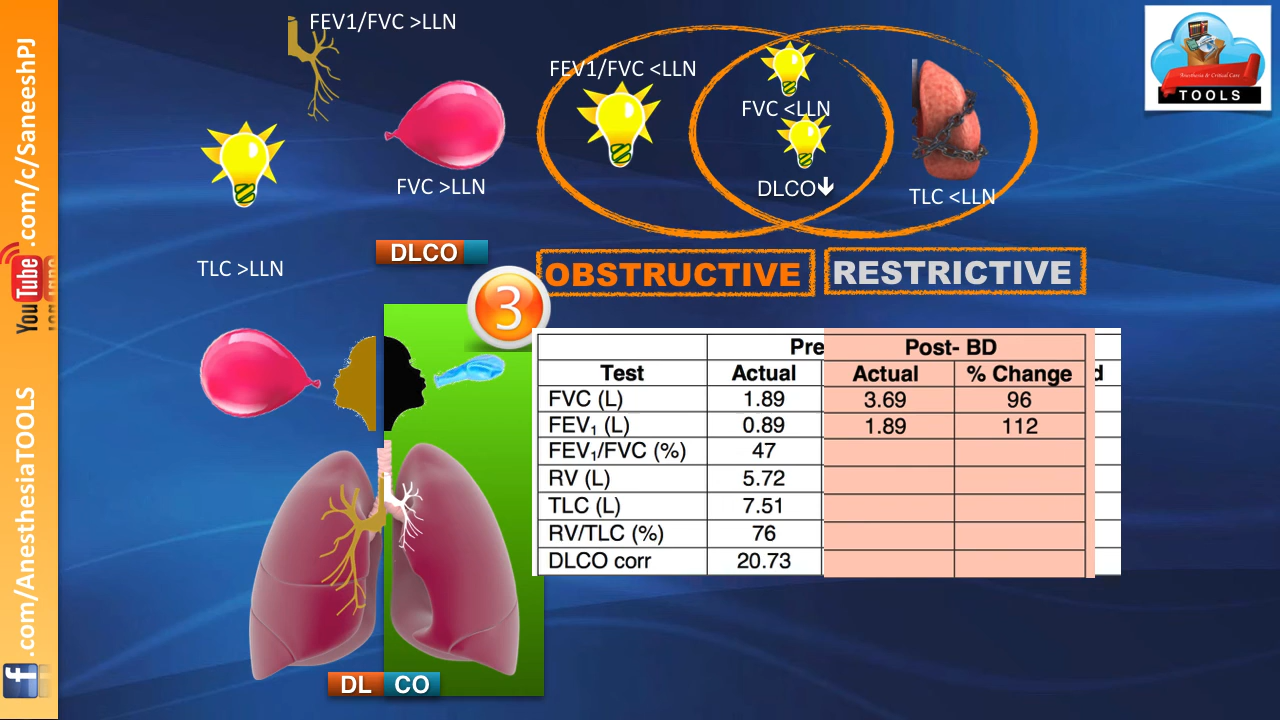 FEV1/FVC >LLN
FVC >LLN
TLC >LLN
DLCO
FEV1/FVC <LLN
FVC <LLN
DLCO
TLC <LLN
Anesthesia & Critical Care
TOOLS
OBSTRUCTIVE
RESTRICTIVE
3
Pre Post- BD
Test Actual Actual % Change d
FVC (L) 1.89 3.69 96
FEV₁ (L) 0.89 1.89 112
FEV₁/FVC (%) 47
RV (L) 5.72
TLC (L) 7.51
RV/TLC (%) 76
DLCO corr 20.73
DL CO
YouTube.com/c/SaneeshPJ
f.com/AnesthesiaTOOLS